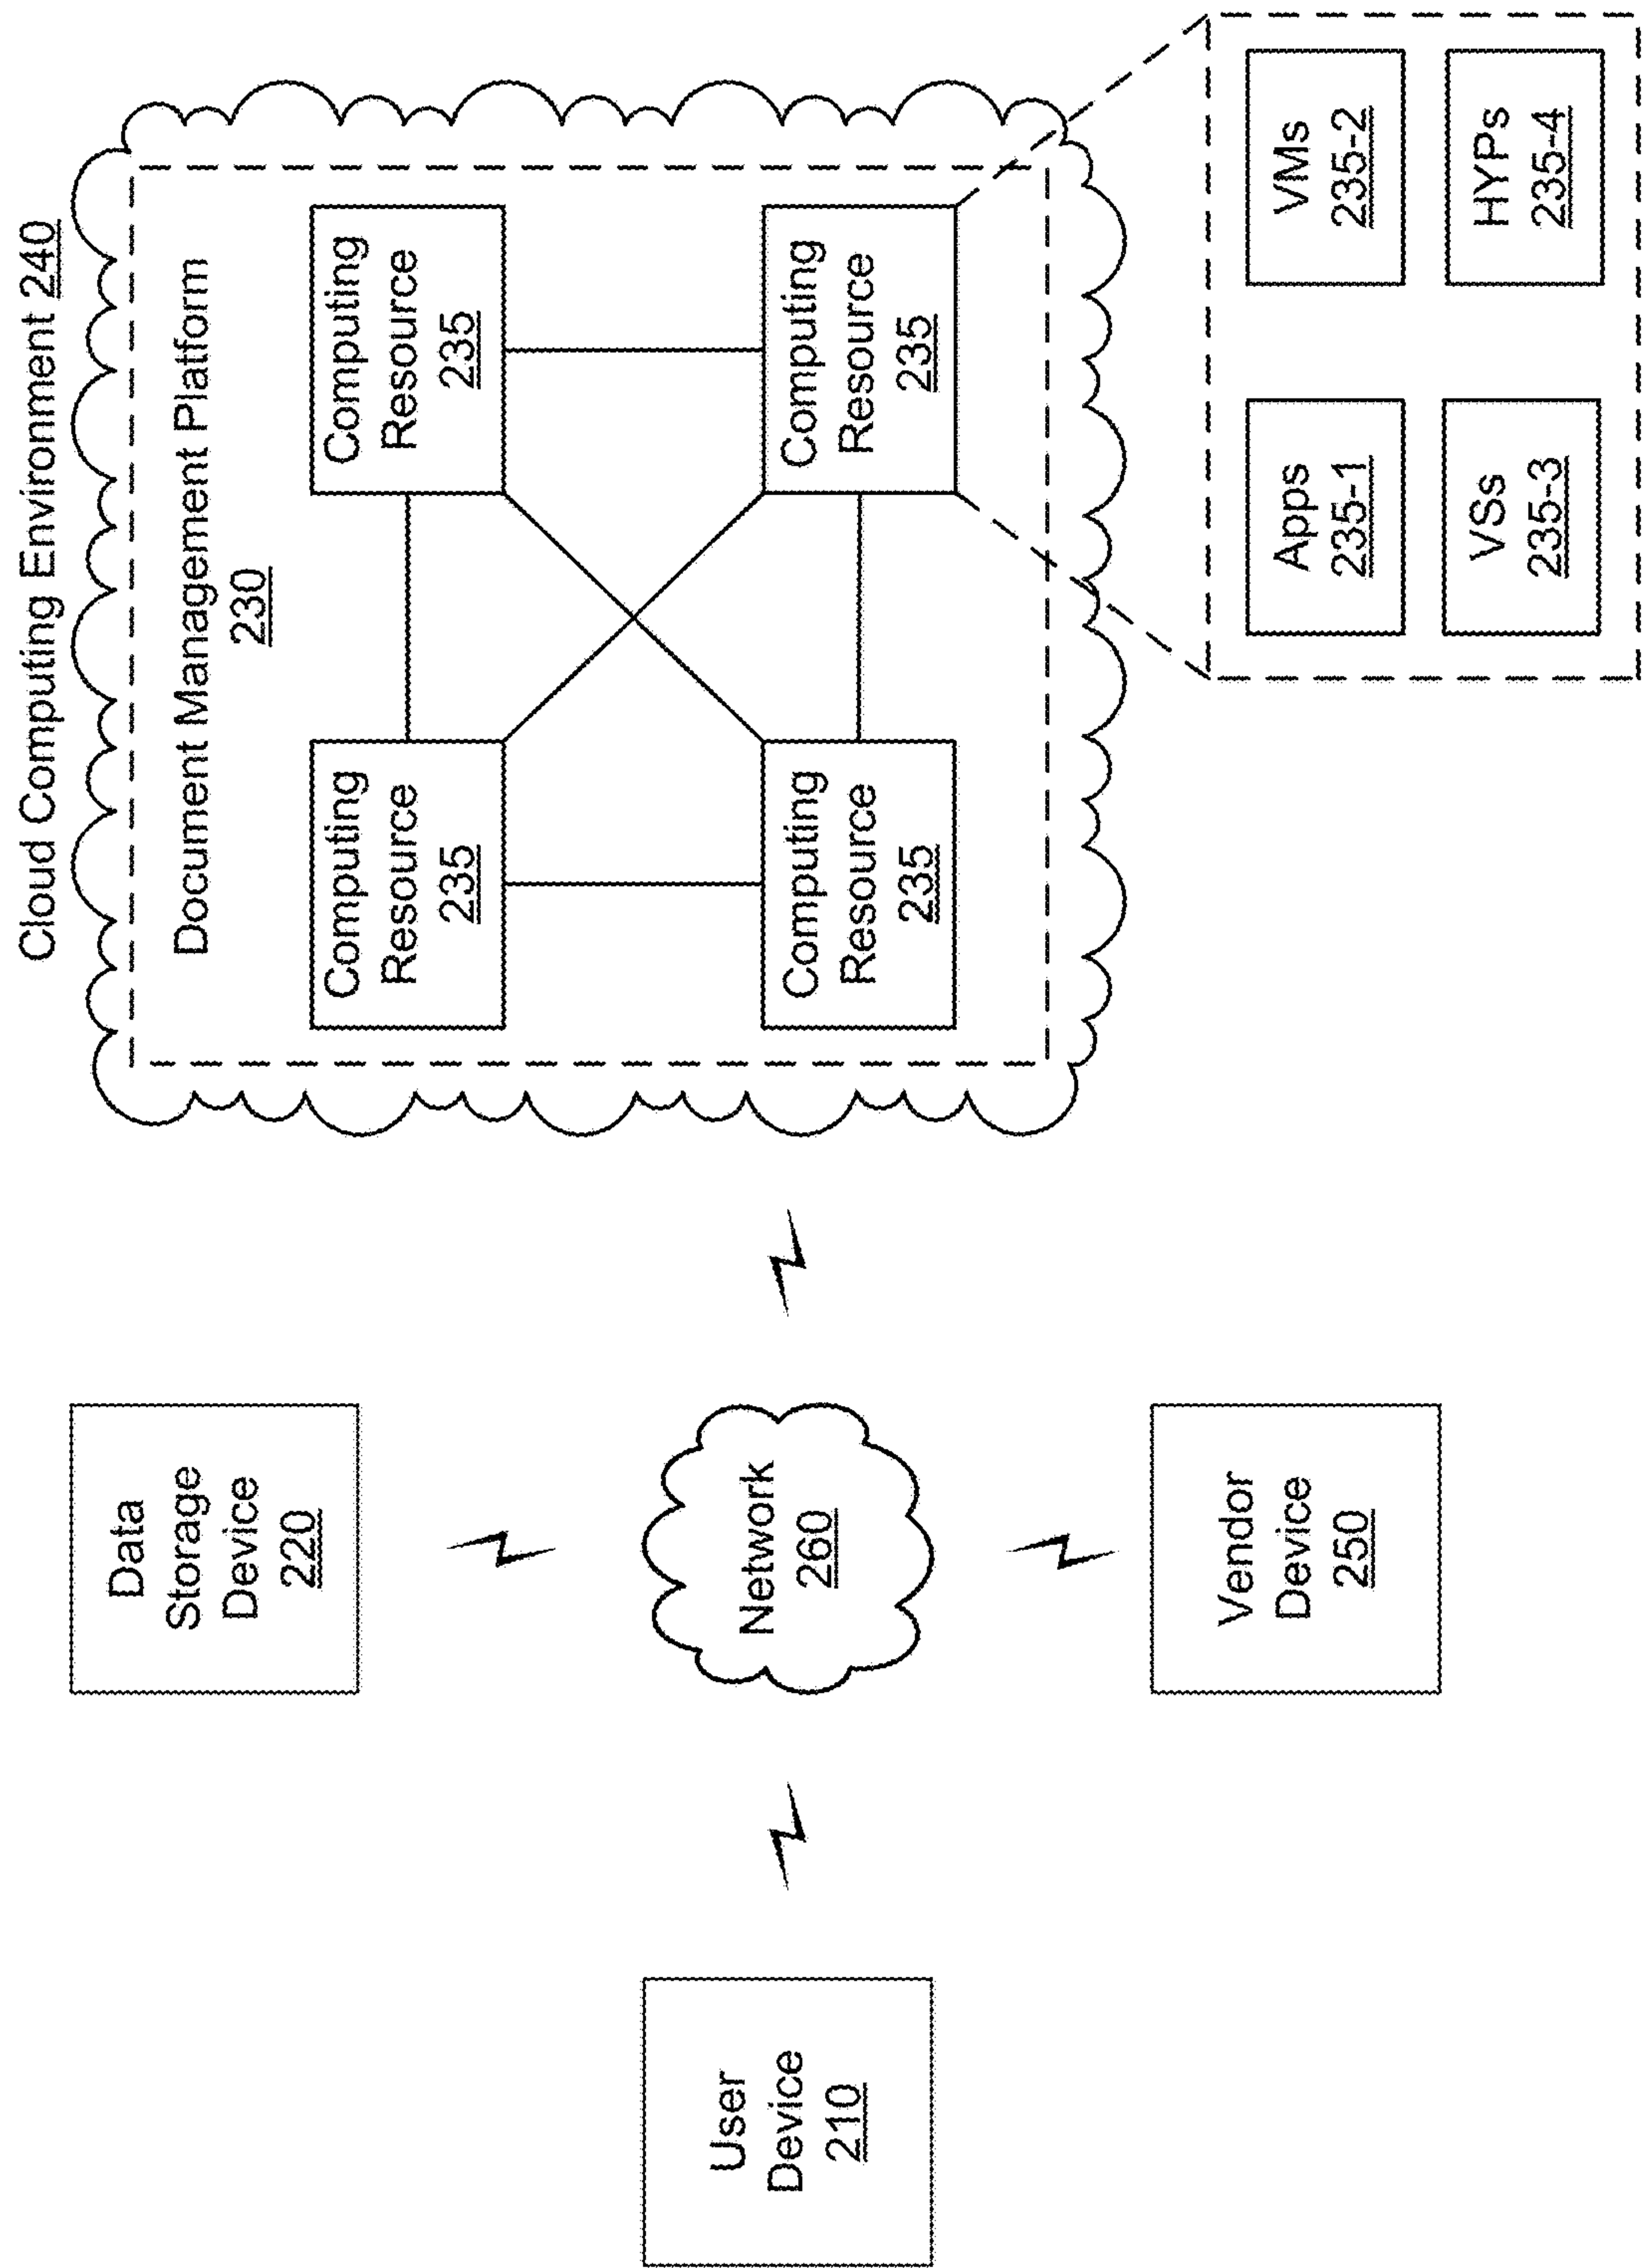 Cloud Computing Environment 240
Document Management Platform
230
Computing
Resource
235
Computing
Resource
235
Computing
Resource
235
Computing
Resource
235
Data
Storage
Device
220
User
Device
210
Network
260
Vendor
Device
250
Apps
235-1
VMs
235-2
VSs
235-3
HYPs
235-4